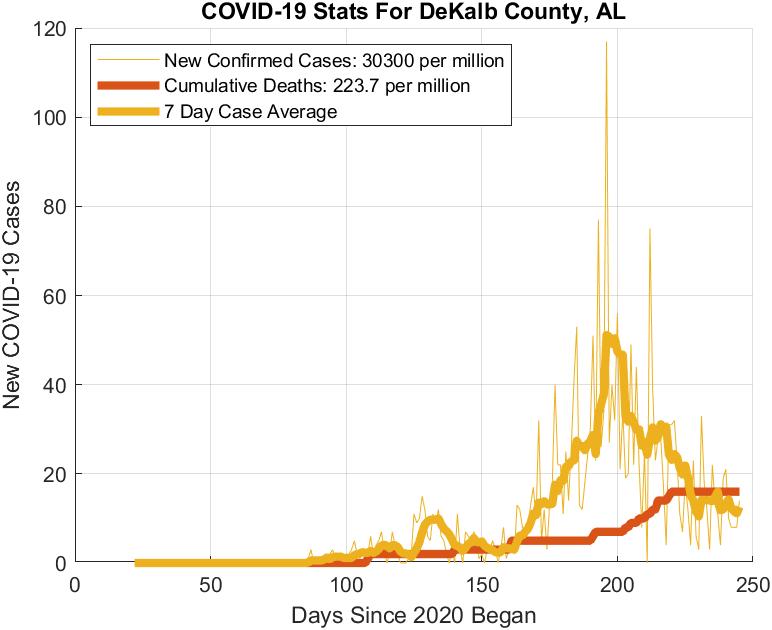 COVID-19 Stats For DeKalb County, AL
New Confirmed Cases: 30300 per million
Cumulative Deaths: 223.7 per million
7 Day Case Average
New COVID-19 Cases
120
100
80
60
40
20
0
0 50 100 150 200 250
Days Since 2020 Began